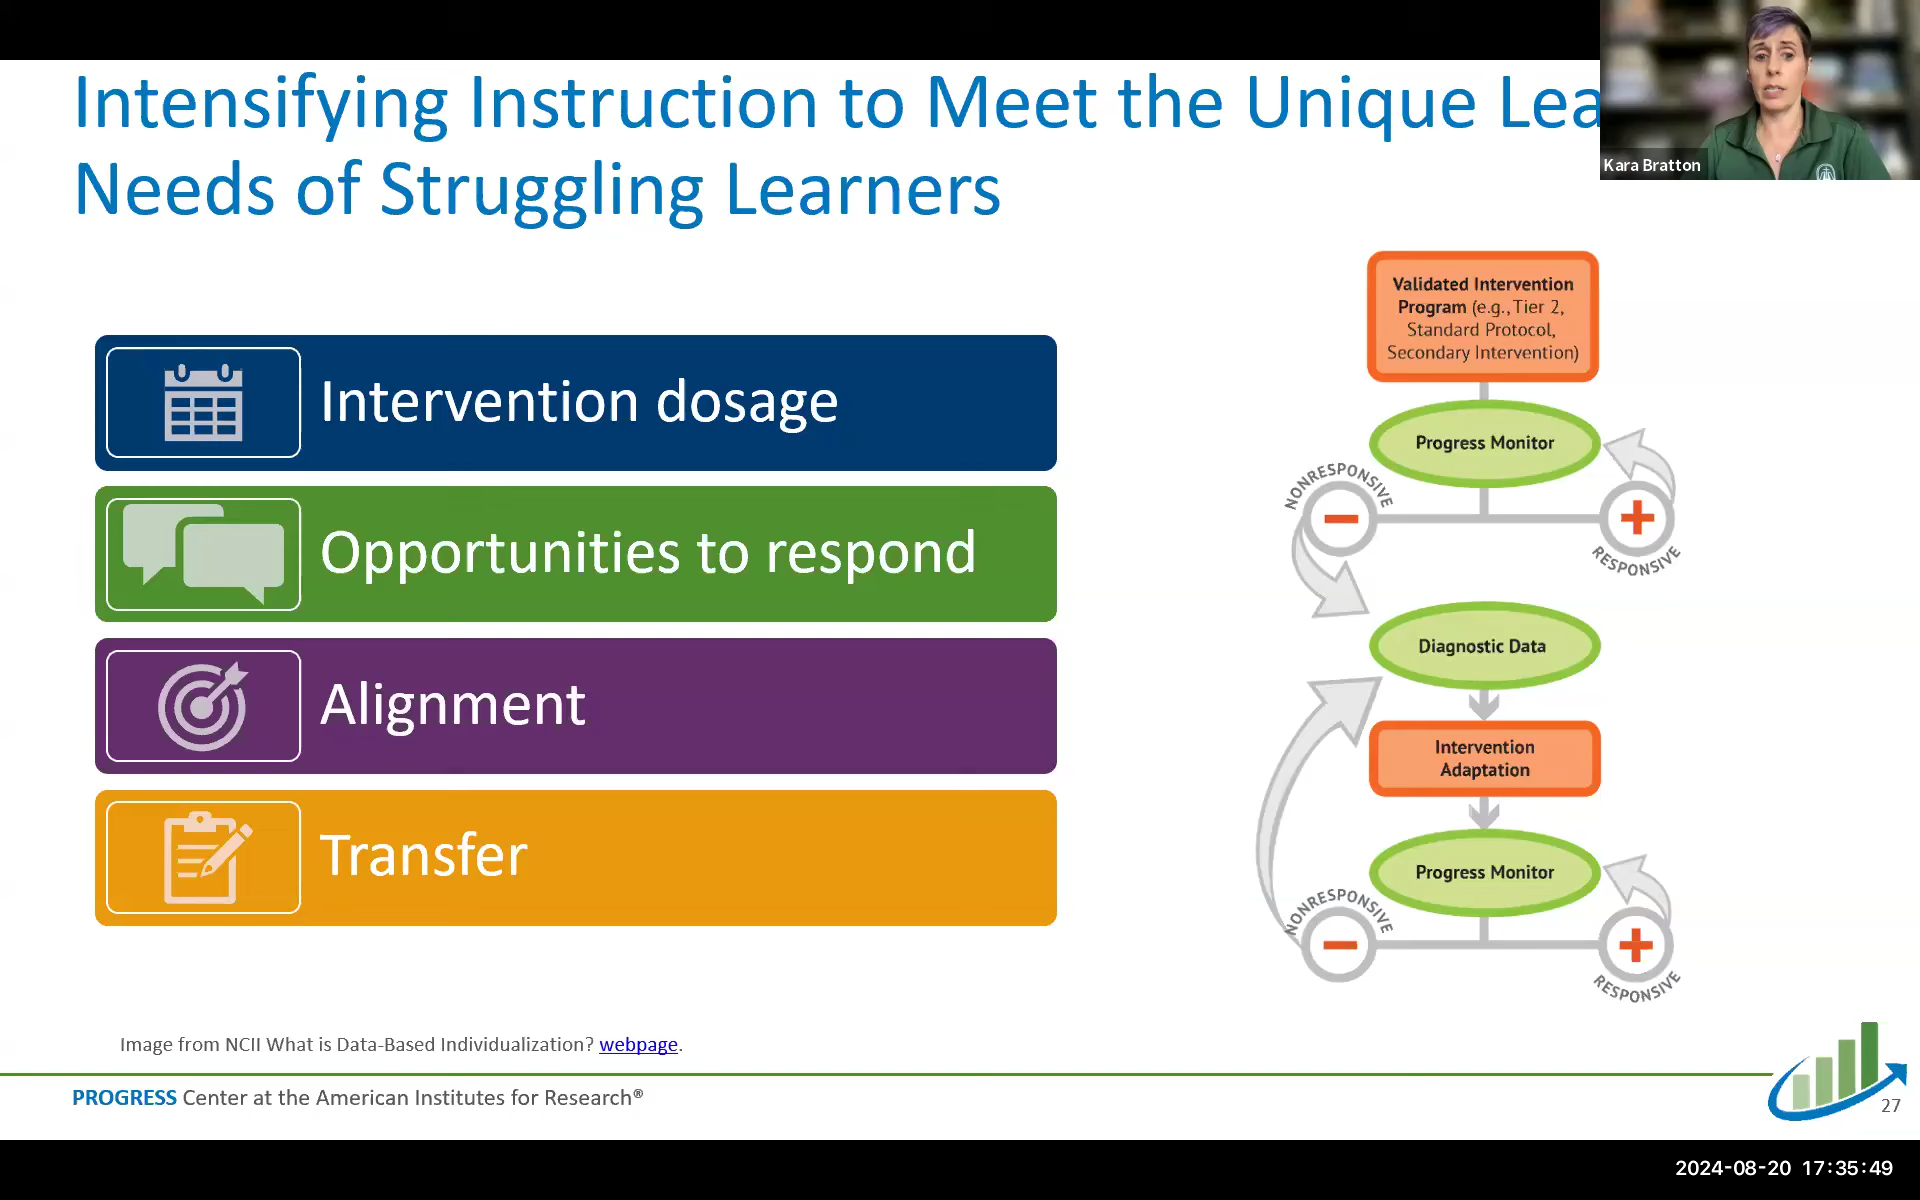 Intensifying Instruction to Meet the Unique Lea
Needs of Struggling Learners
Kara Bratton
Intervention dosage
Opportunities to respond
Alignment
Transfer
Validated Intervention
Program (e.g., Tier 2,
Standard Protocol,
Secondary Intervention)
Progress Monitor
NONRESPONSIVE
RESPONSIVE
Diagnostic Data
Intervention
Adaptation
Progress Monitor
NONRESPONSIVE
RESPONSIVE
Image from NCII What is Data-Based Individualization? webpage.
PROGRESS Center at the American Institutes for Research®
27
2024-08-20 17:35:49